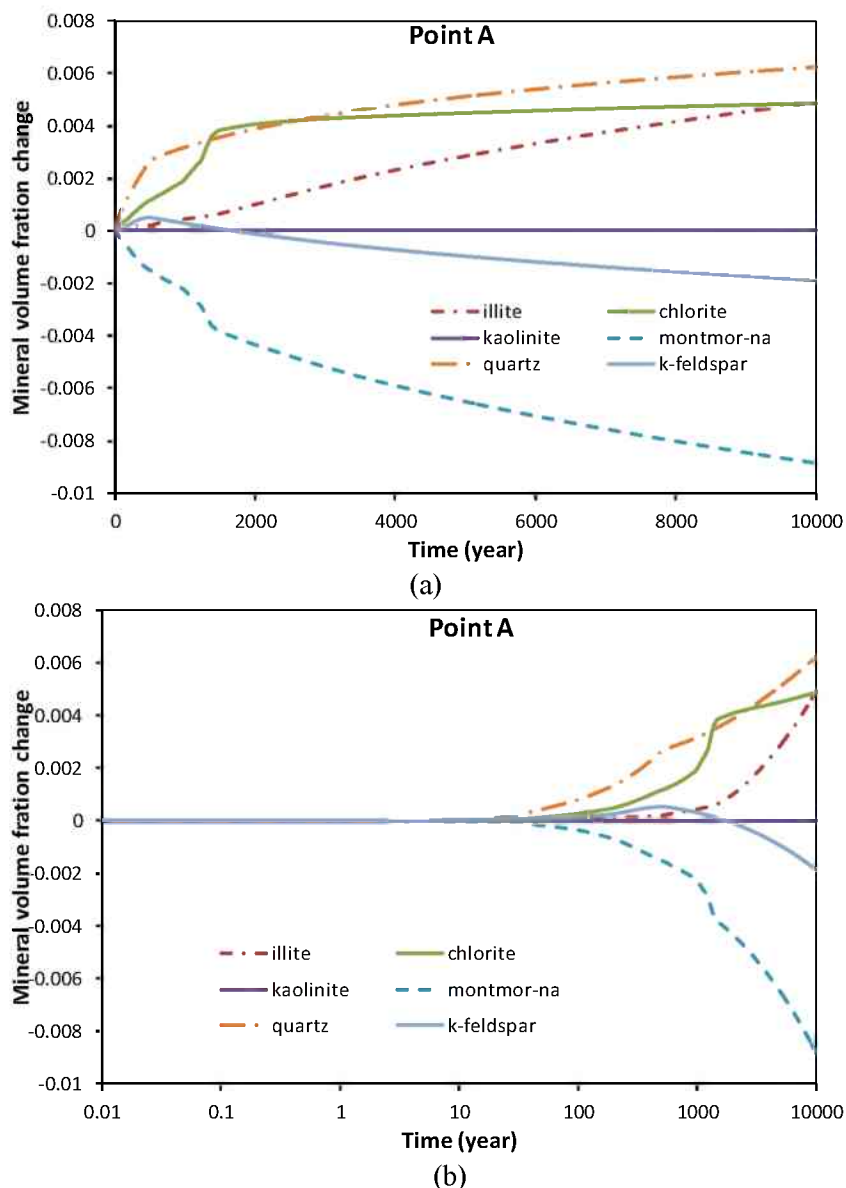 Point A
0.008
0.006
0.004
0.002
0
-0.002
-0.004
-0.006
-0.008
-0.01
Mineral volume fration change
illite
chlorite
kaolinite
montmor-na
quartz
k-feldspar
0
2000
4000
6000
8000
10000
Time (year)
(a)
Point A
0.008
0.006
0.004
0.002
0
-0.002
-0.004
-0.006
-0.008
-0.01
Mineral volume fration change
illite
chlorite
kaolinite
montmor-na
quartz
k-feldspar
0.01
0.1
1
10
100
1000
10000
Time (year)
(b)